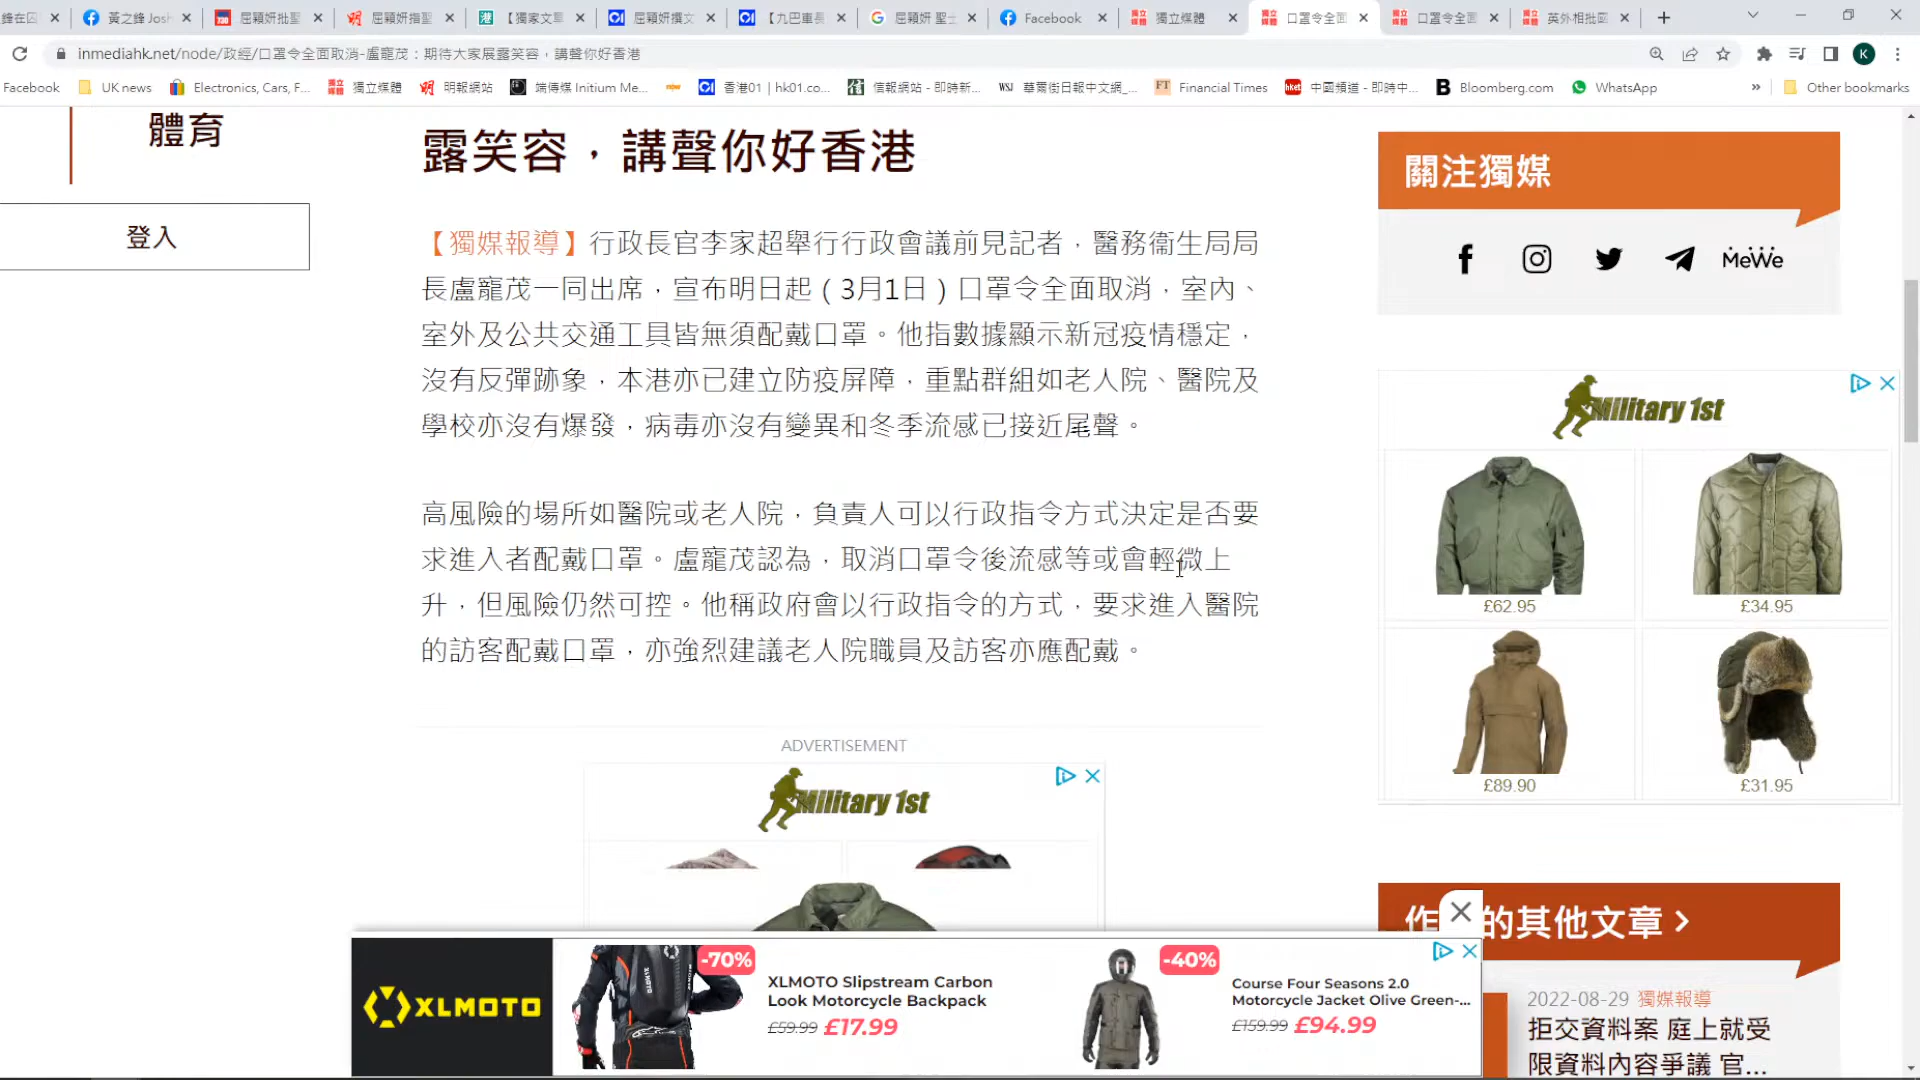 鋒在囚
黃之鋒 Josh
屈穎妍批聖
屈穎妍指聖
【獨家文章
屈穎妍撰文
【九巴車長
屈穎妍 聖士
Facebook
獨立媒體
口罩令全面
口罩令全面
英外相批國
inmediahk.net/node/政經/口罩令全面取消-盧寵茂：期待大家展露笑容，講聲你好香港
K
Facebook
UK news
Electronics, Cars, F...
獨立媒體
明報網站
端傳媒 Initium Me...
now
香港01 | hk01.co...
信報網站 - 即時新...
WSJ 華爾街日報中文網_...
FT Financial Times
hket 中國頻道 - 即時中...
B Bloomberg.com
WhatsApp
» Other bookmarks
體育
登入
露笑容，講聲你好香港
【獨媒報導】行政長官李家超舉行行政會議前見記者，醫務衞生局局
長盧寵茂一同出席，宣布明日起（3月1日）口罩令全面取消，室內、
室外及公共交通工具皆無須配戴口罩。他指數據顯示新冠疫情穩定，
沒有反彈跡象，本港亦已建立防疫屏障，重點群組如老人院、醫院及
學校亦沒有爆發，病毒亦沒有變異和冬季流感已接近尾聲。
高風險的場所如醫院或老人院，負責人可以行政指令方式決定是否要
求進入者配戴口罩。盧寵茂認為，取消口罩令後流感等或會輕微上
升，但風險仍然可控。他稱政府會以行政指令的方式，要求進入醫院
的訪客配戴口罩，亦強烈建議老人院職員及訪客亦應配戴。
ADVERTISEMENT
Military 1st
關注獨媒
MeWe
Military 1st
£62.95
£34.95
£89.90
£31.95
作
的其他文章 >
2022-08-29 獨媒報導
拒交資料案 庭上就受
限資料內容爭議 官...
XLMOTO
-70%
XLMOTO Slipstream Carbon
Look Motorcycle Backpack
£59.99 £17.99
-40%
Course Four Seasons 2.0
Motorcycle Jacket Olive Green-...
£159.99 £94.99